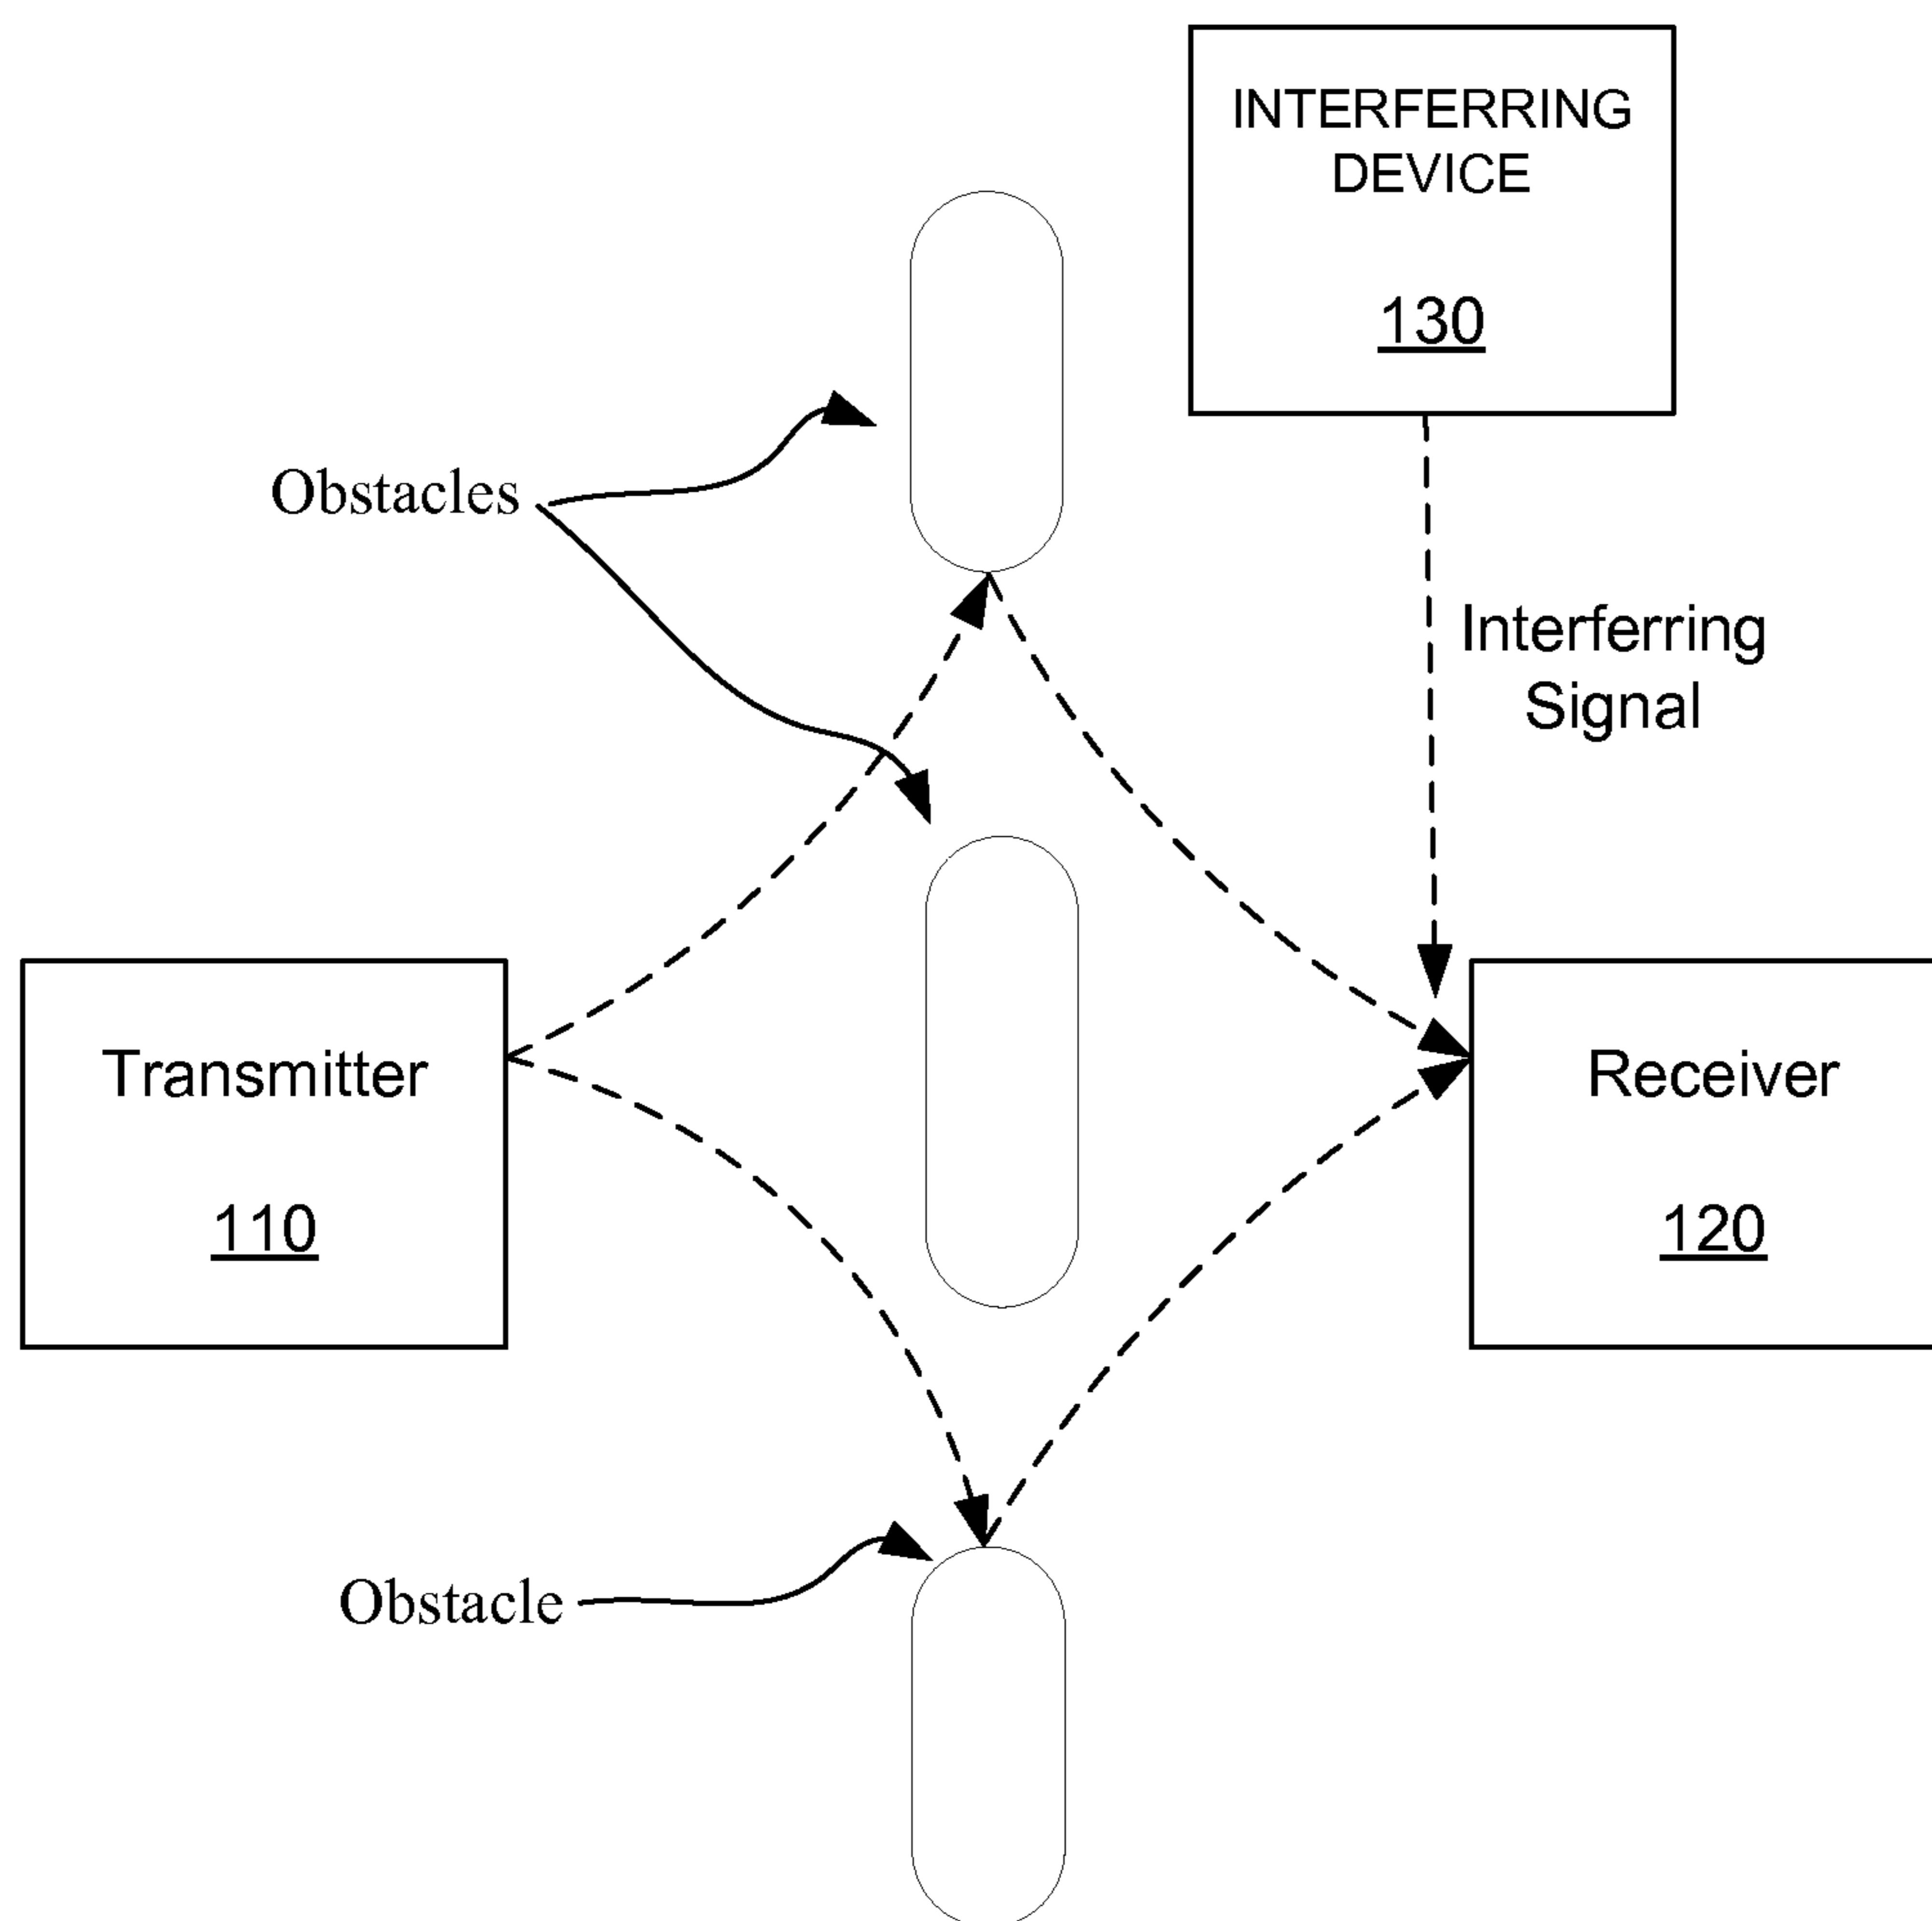 INTERFERRING
DEVICE
130
Obstacles
Interferring
Signal
Transmitter
110
Receiver
120
Obstacle